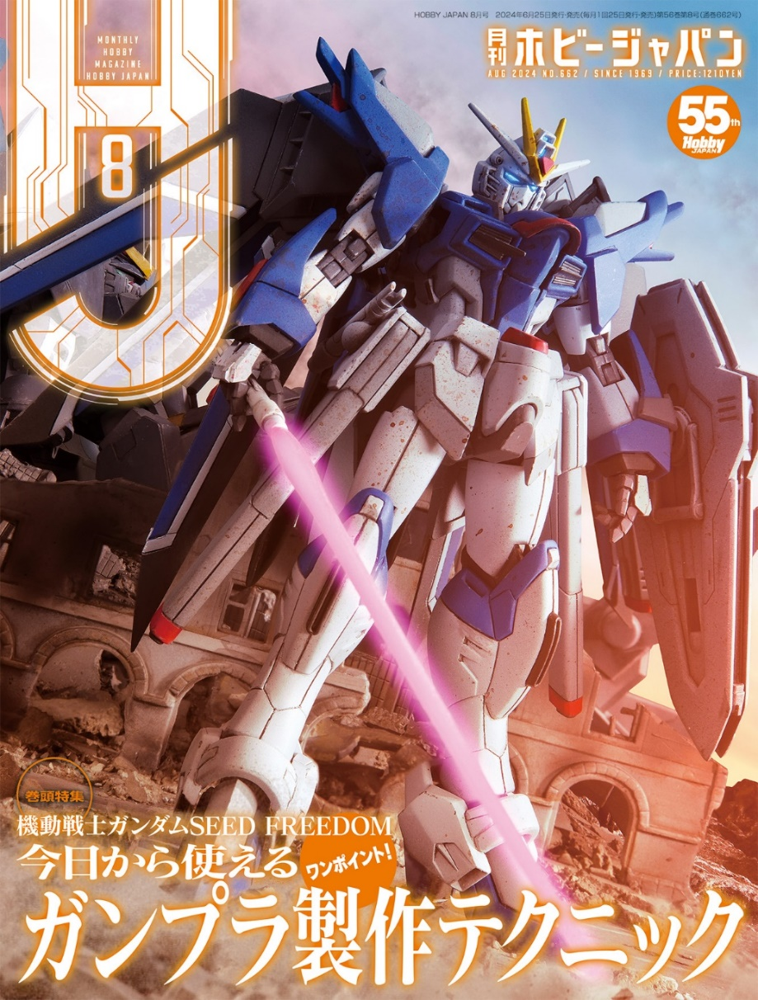 HOBBY JAPAN 8月号 2024年6月25日発行・発売(毎月1回25日発行・発売)第56巻第8号(通巻662号)
HJ
MONTHLY
HOBBY
MAGAZINE
HOBBY JAPAN
8
月刊ホビージャパン
AUG 2024 NO.662 / SINCE 1969 / PRICE:1210YEN
55th
Hobby
JAPAN
巻頭特集
機動戦士ガンダムSEED FREEDOM
今日から使える
ワンポイント!
ガンプラ製作テクニック